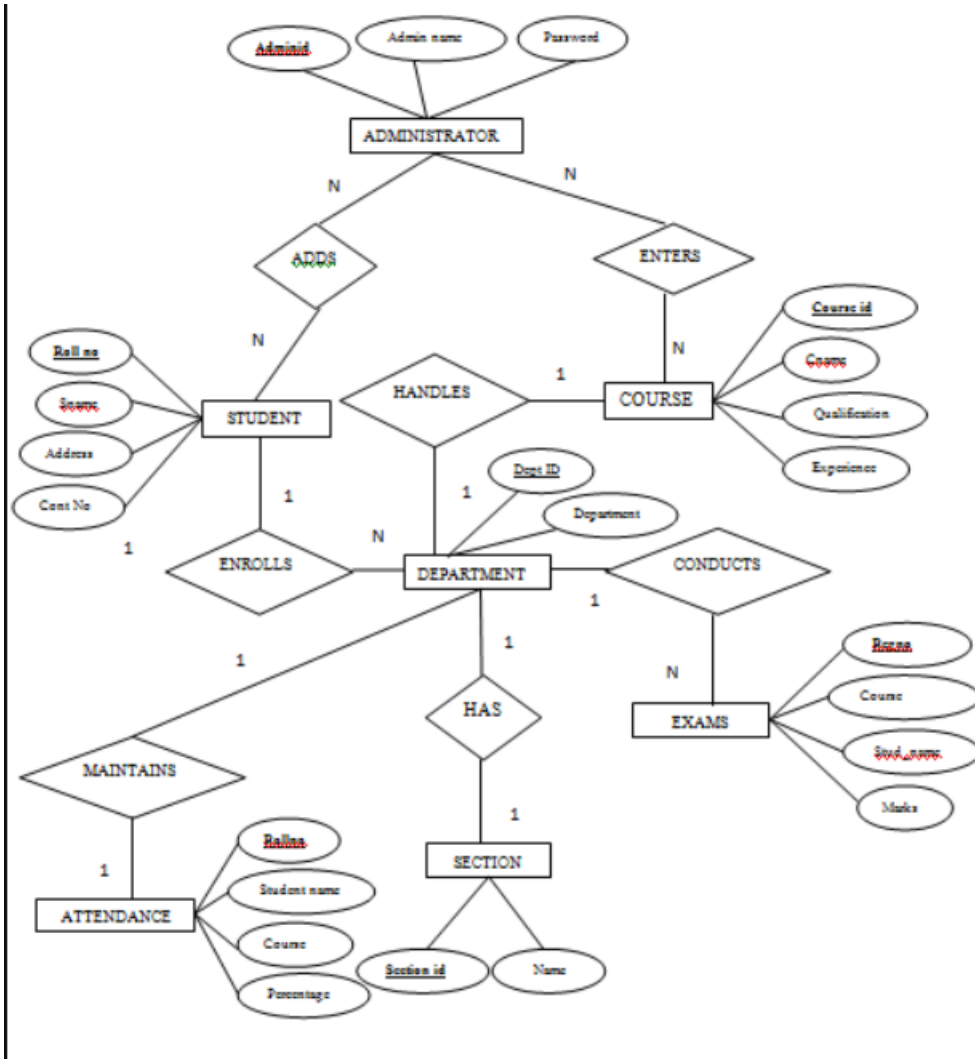 Adminid
Admin name
Password
ADMINISTRATOR
N
N
ADDS
ENTERS
Course id
Roll no
N
N
Cname
HANDLES
1
COURSE
Sname
STUDENT
Qualification
Address
Dept ID
Experience
Cont No
1
1
Department
1
N
ENROLLS
DEPARTMENT
CONDUCTS
1
1
1
Regno
N
Course
HAS
EXAMS
Stud_name
MAINTAINS
Marks
1
Rollno
1
SECTION
Student name
ATTENDANCE
Course
Section id
Name
Percentage